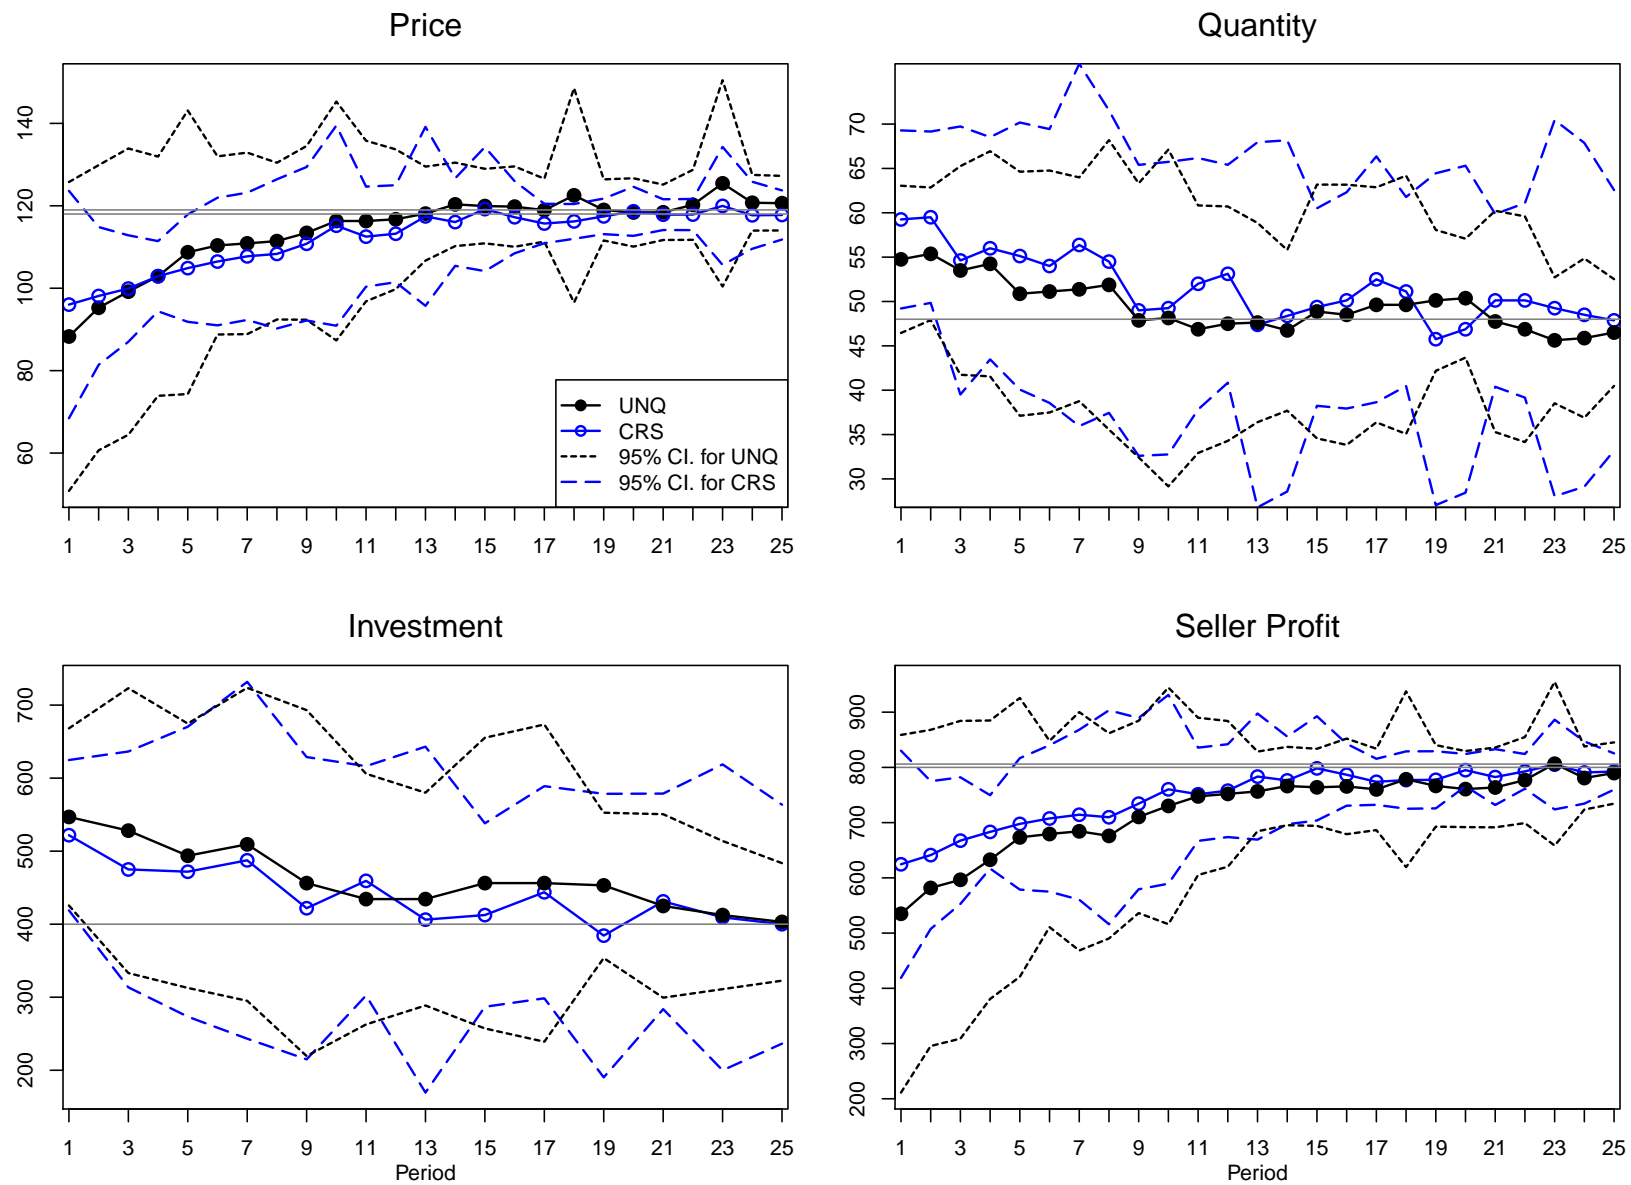 Price
140
120
100
80
60
UNQ
CRS
95% CI. for UNQ
95% CI. for CRS
1 3 5 7 9 11 13 15 17 19 21 23 25
Quantity
70
65
60
55
50
45
40
35
30
1 3 5 7 9 11 13 15 17 19 21 23 25
Investment
700
600
500
400
300
200
1 3 5 7 9 11 13 15 17 19 21 23 25
Period
Seller Profit
900
800
700
600
500
400
300
200
1 3 5 7 9 11 13 15 17 19 21 23 25
Period